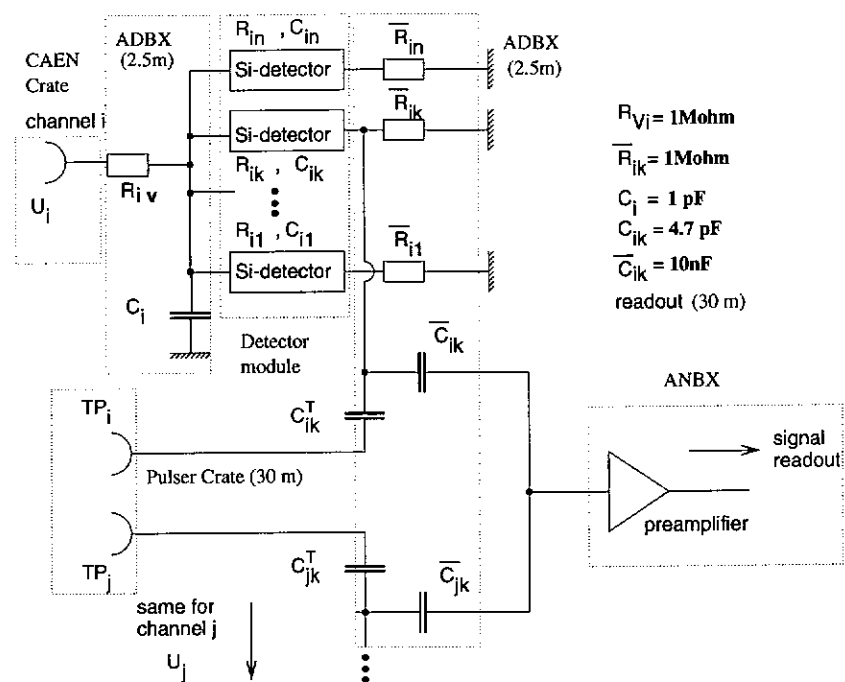 CAEN
Crate
channel i
U_i
ADBX
(2.5m)
R_iv
C_i
R_in , C_in
Si-detector
Si-detector
R_ik , C_ik
R_i1 , C_i1
Si-detector
Detector
module
R̅_in
R̅_ik
R̅_i1
ADBX
(2.5m)
R_Vi = 1Mohm
R̅_ik = 1Mohm
C_i = 1 pF
C_ik = 4.7 pF
C̅_ik = 10nF
readout (30 m)
C̅_ik
ANBX
TP_i
C^T_ik
Pulser Crate (30 m)
signal
readout
preamplifier
TP_j
C^T_jk
C̅_jk
same for
channel j
U_j